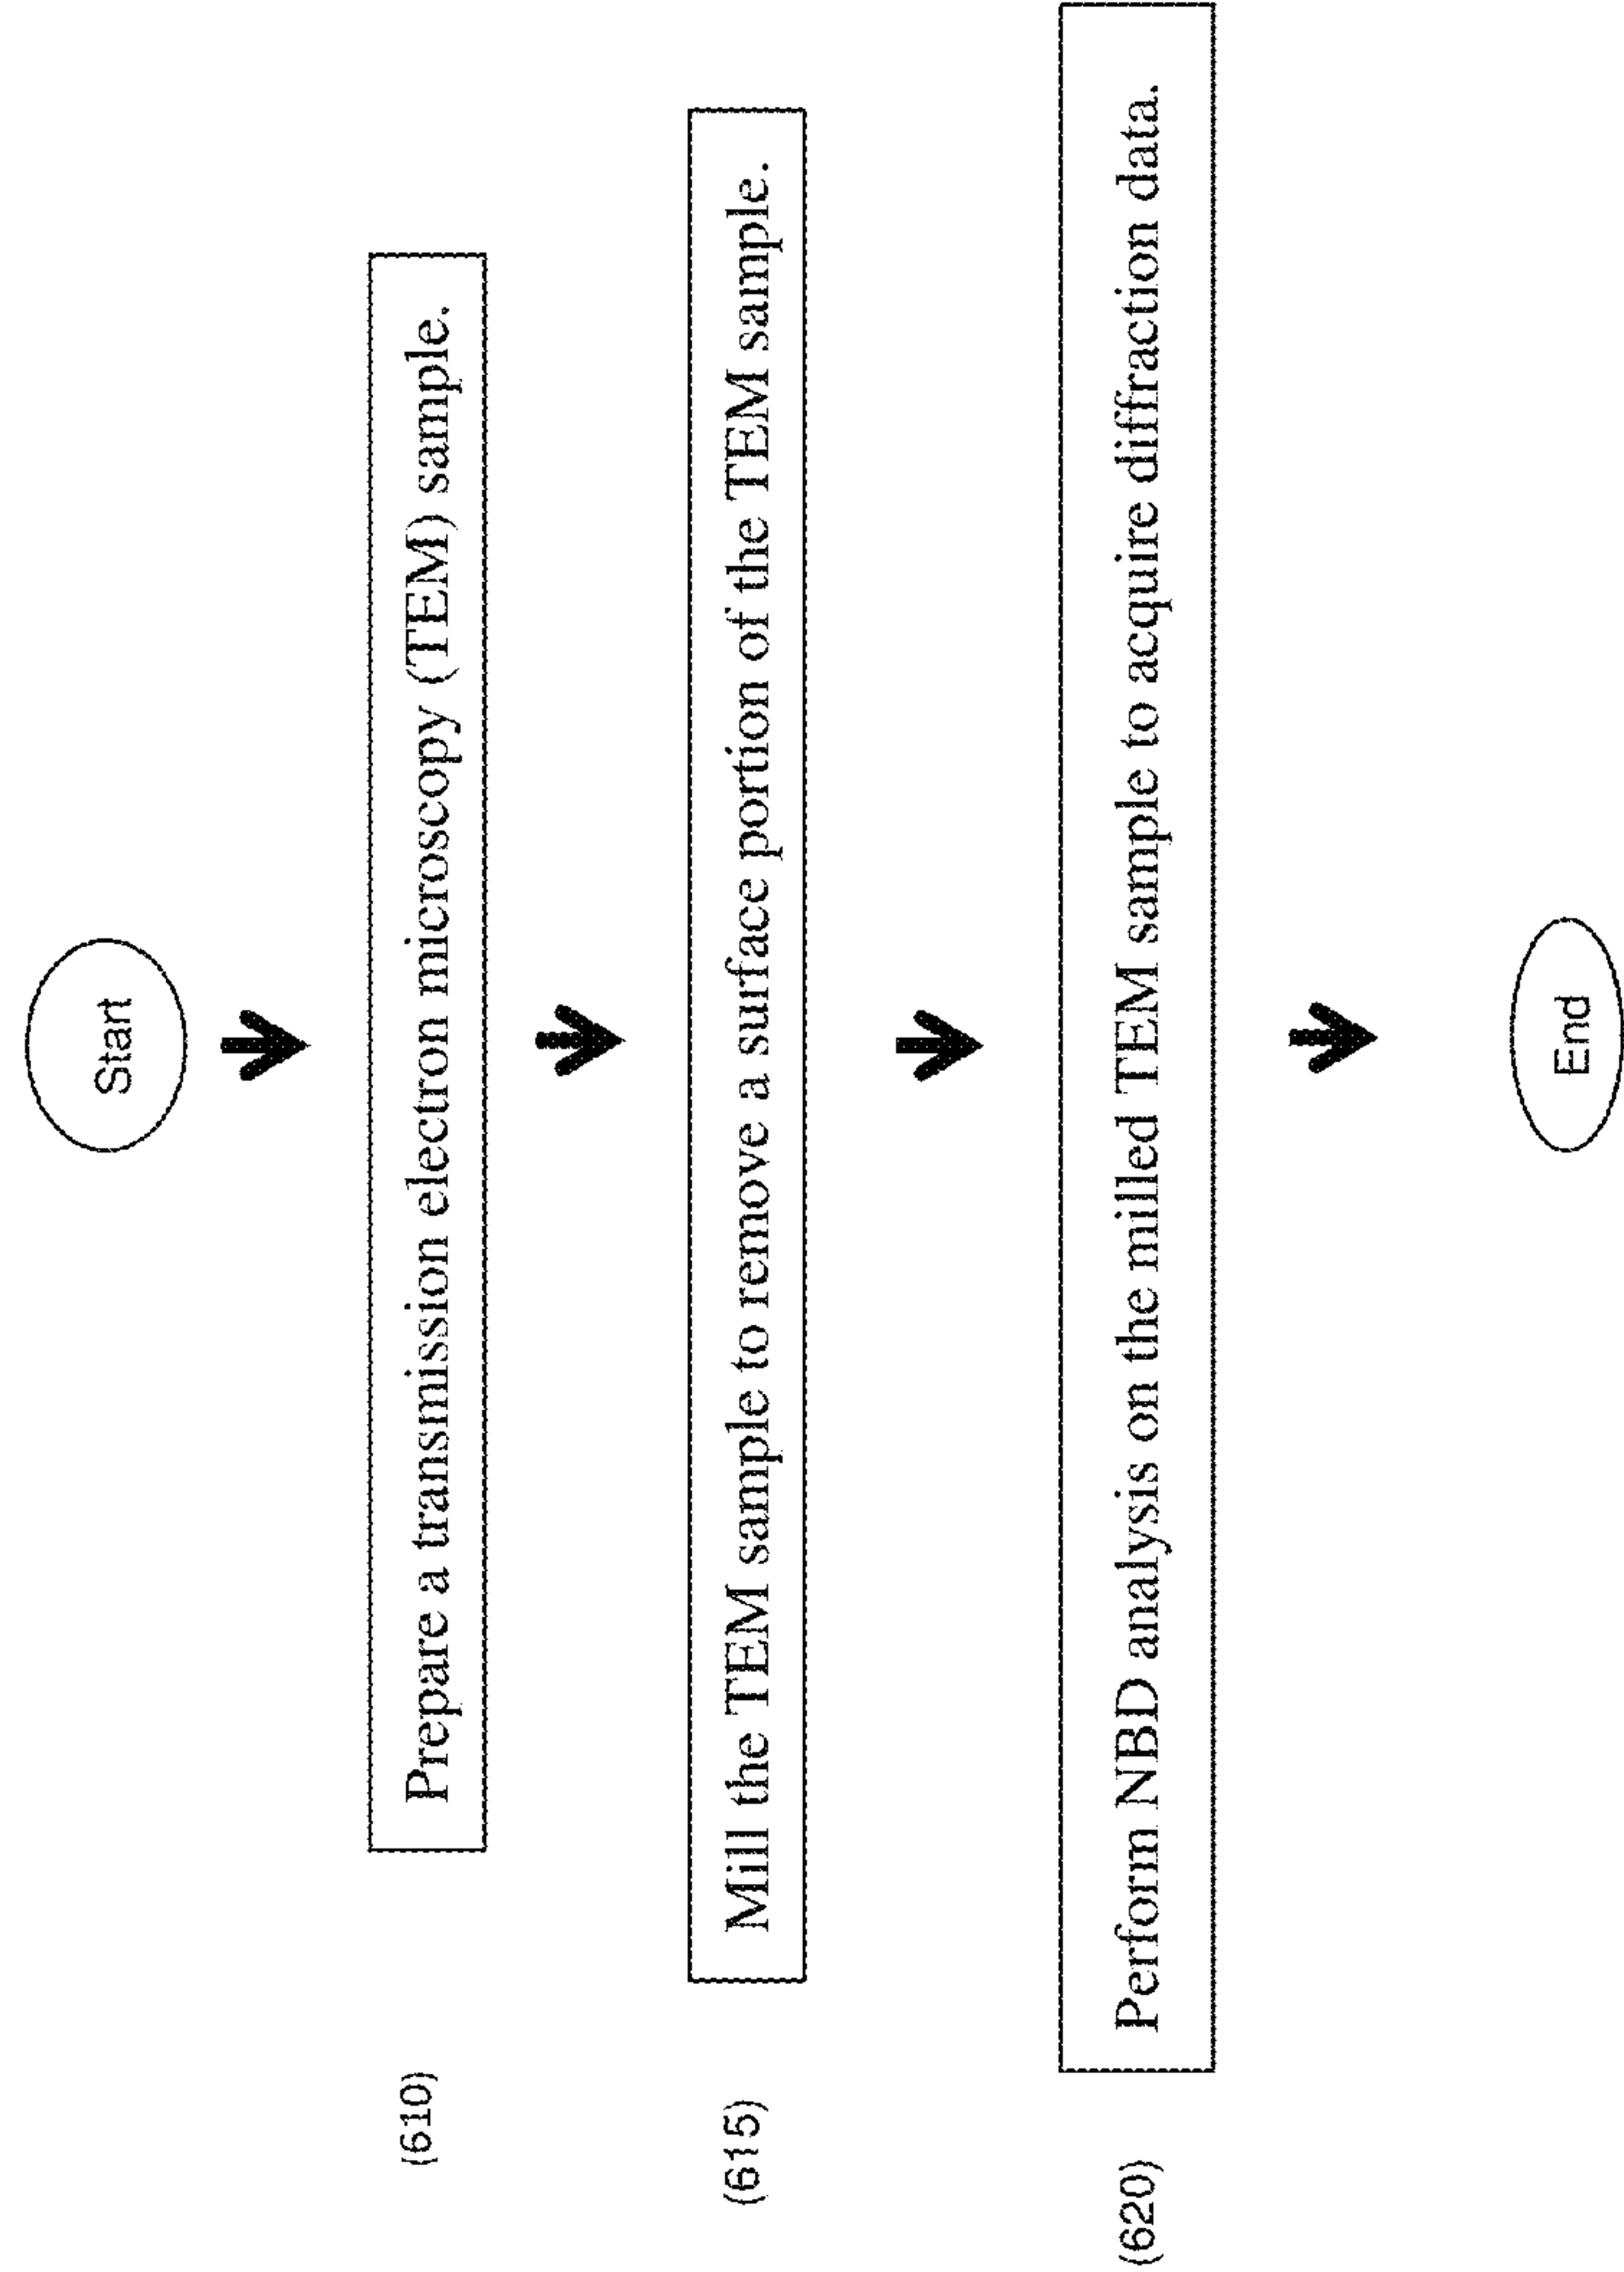 Start
(610) Prepare a transmission electron microscopy (TEM) sample.
(615) Mill the TEM sample to remove a surface portion of the TEM sample.
(620) Perform NBD analysis on the milled TEM sample to acquire diffraction data.
End